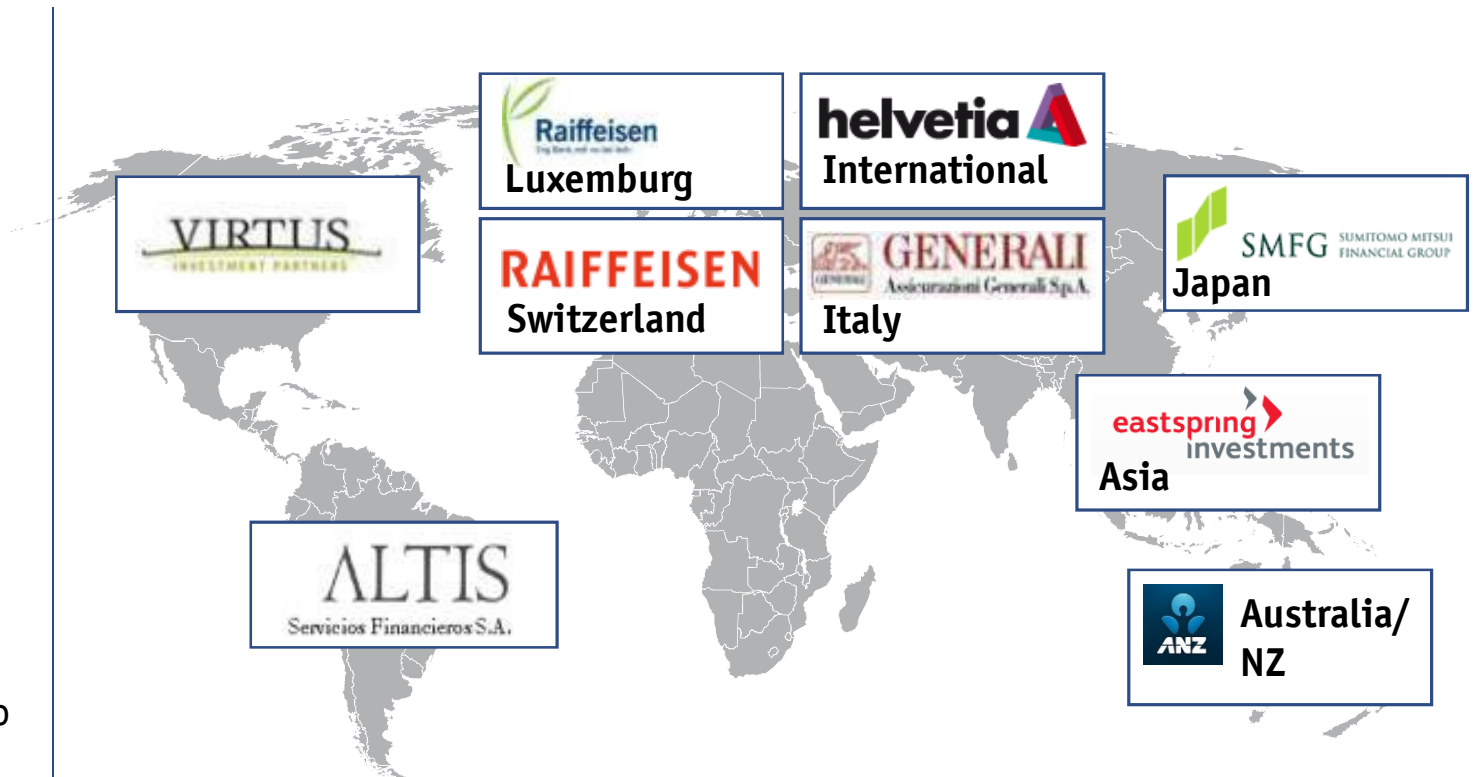 Raiffeisen
Luxemburg
helvetia
International
VIRTUS
INVESTMENT PARTNERS
RAIFFEISEN
Switzerland
GENERALI
Assicurazioni Generali Sp.A.
Italy
SMFG SUMITOMO MITSUI
FINANCIAL GROUP
Japan
eastspring
investments
Asia
ALTIS
Servicios Financieros S.A.
ANZ
Australia/
NZ